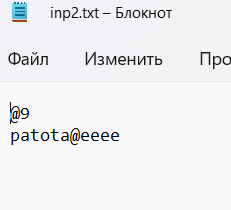 inp2.txt – Блокнот
Файл Изменить Про
@9
patota@eeee